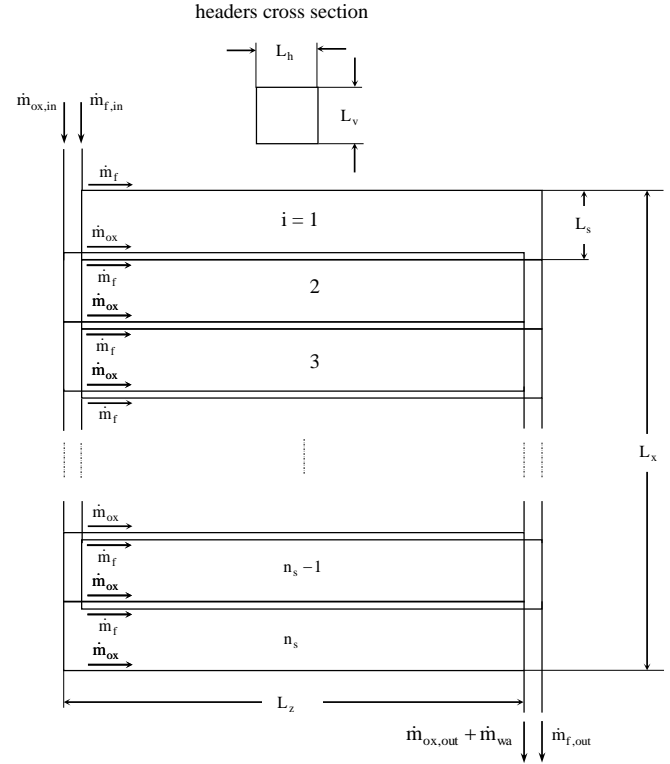 headers cross section
L_h
ṁ_ox,in ṁ_f,in
L_v
ṁ_f
i = 1
L_s
ṁ_ox
ṁ_f
2
ṁ_ox
ṁ_f
3
ṁ_ox
ṁ_f
L_x
ṁ_ox
ṁ_f
n_s − 1
ṁ_ox
ṁ_f
n_s
ṁ_ox
L_z
ṁ_ox,out + ṁ_wa ṁ_f,out